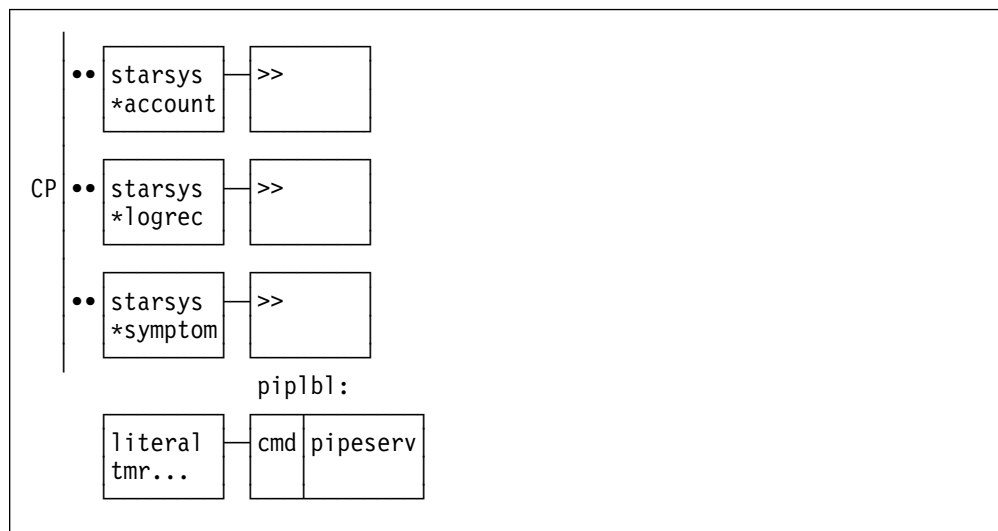 •• starsys >>
*account
CP •• starsys >>
*logrec
•• starsys >>
*symptom
piplbl:
literal cmd pipeserv
tmr...